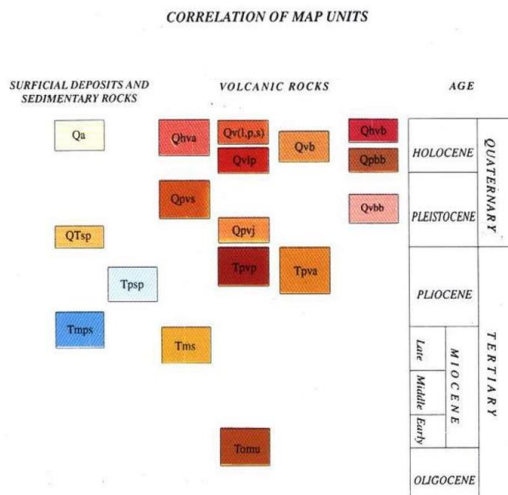 CORRELATION OF MAP UNITS
SURFICIAL DEPOSITS AND
SEDIMENTARY ROCKS
VOLCANIC ROCKS
AGE
Qa
Qhva
Qv(l,p,s)
Qvb
Qhvb
Qvip
Qpbb
HOLOCENE
QUATERNARY
Qpvs
Qvbb
PLEISTOCENE
QTsp
Qpvj
Tpvp
Tpva
Tpsp
PLIOCENE
TERTIARY
Tmps
Tms
Late
Middle
Early
MIOCENE
Tomu
OLIGOCENE